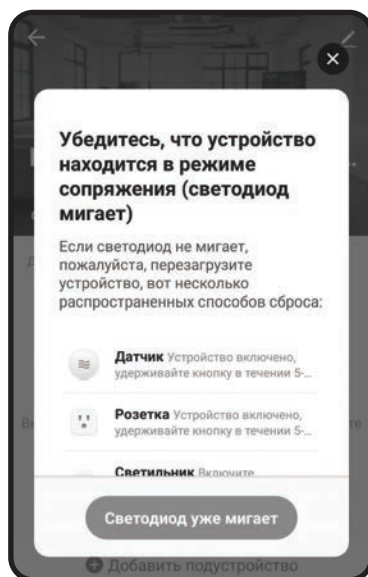 Убедитесь, что устройство
находится в режиме
сопряжения (светодиод
мигает)
Если светодиод не мигает,
пожалуйста, перезагрузите
устройство, вот несколько
распространенных способов сброса:
Датчик Устройство включено,
удерживайте кнопку в течении 5-...
Розетка Устройство включено,
удерживайте кнопку в течении 5-...
Светильник Включите
Светодиод уже мигает
Добавить подустройство